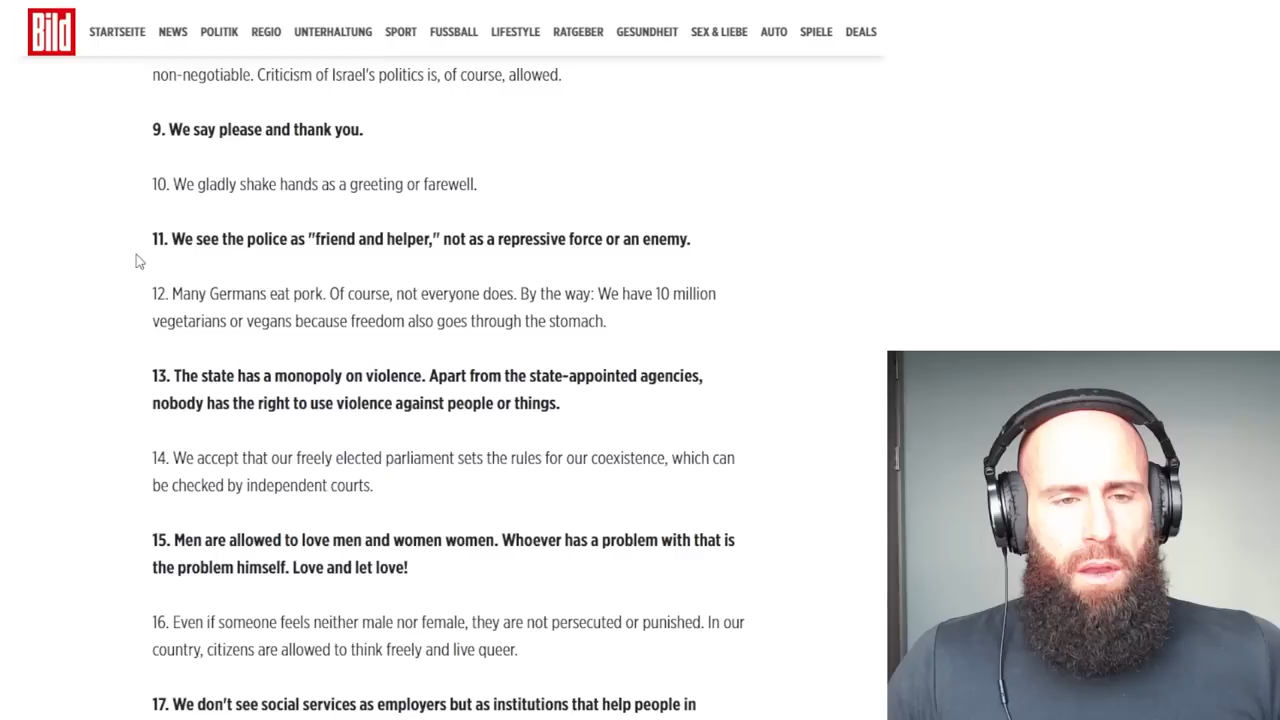 Bild
STARTSEITE NEWS POLITIK REGIO UNTERHALTUNG SPORT FUSSBALL LIFESTYLE RATGEBER GESUNDHEIT SEX & LIEBE AUTO SPIELE DEALS
non-negotiable. Criticism of Israel's politics is, of course, allowed.
9. We say please and thank you.
10. We gladly shake hands as a greeting or farewell.
11. We see the police as "friend and helper," not as a repressive force or an enemy.
12. Many Germans eat pork. Of course, not everyone does. By the way: We have 10 million
vegetarians or vegans because freedom also goes through the stomach.
13. The state has a monopoly on violence. Apart from the state-appointed agencies,
nobody has the right to use violence against people or things.
14. We accept that our freely elected parliament sets the rules for our coexistence, which can
be checked by independent courts.
15. Men are allowed to love men and women women. Whoever has a problem with that is
the problem himself. Love and let love!
16. Even if someone feels neither male nor female, they are not persecuted or punished. In our
country, citizens are allowed to think freely and live queer.
17. We don't see social services as employers but as institutions that help people in